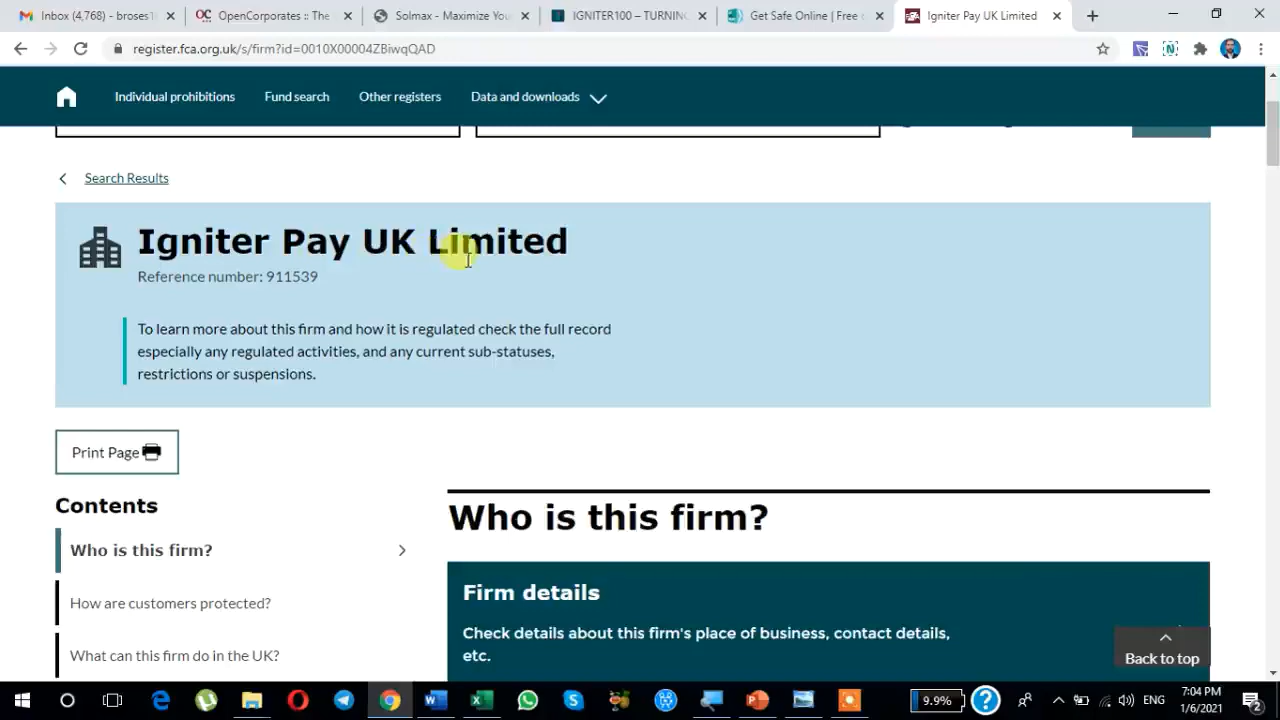 Inbox (4,768) - broses10
OpenCorporates :: The
Solmax - Maximize You
IGNITER100 – TURNING
Get Safe Online | Free
Igniter Pay UK Limited
register.fca.org.uk/s/firm?id=0010X00004ZBiwqQAD
Individual prohibitions
Fund search
Other registers
Data and downloads
Search Results
Igniter Pay UK Limited
Reference number: 911539
To learn more about this firm and how it is regulated check the full record
especially any regulated activities, and any current sub-statuses,
restrictions or suspensions.
Print Page
Contents
Who is this firm?
How are customers protected?
What can this firm do in the UK?
Who is this firm?
Firm details
Check details about this firm's place of business, contact details,
etc.
Back to top
9.9%
ENG
7:04 PM
1/6/2021
2